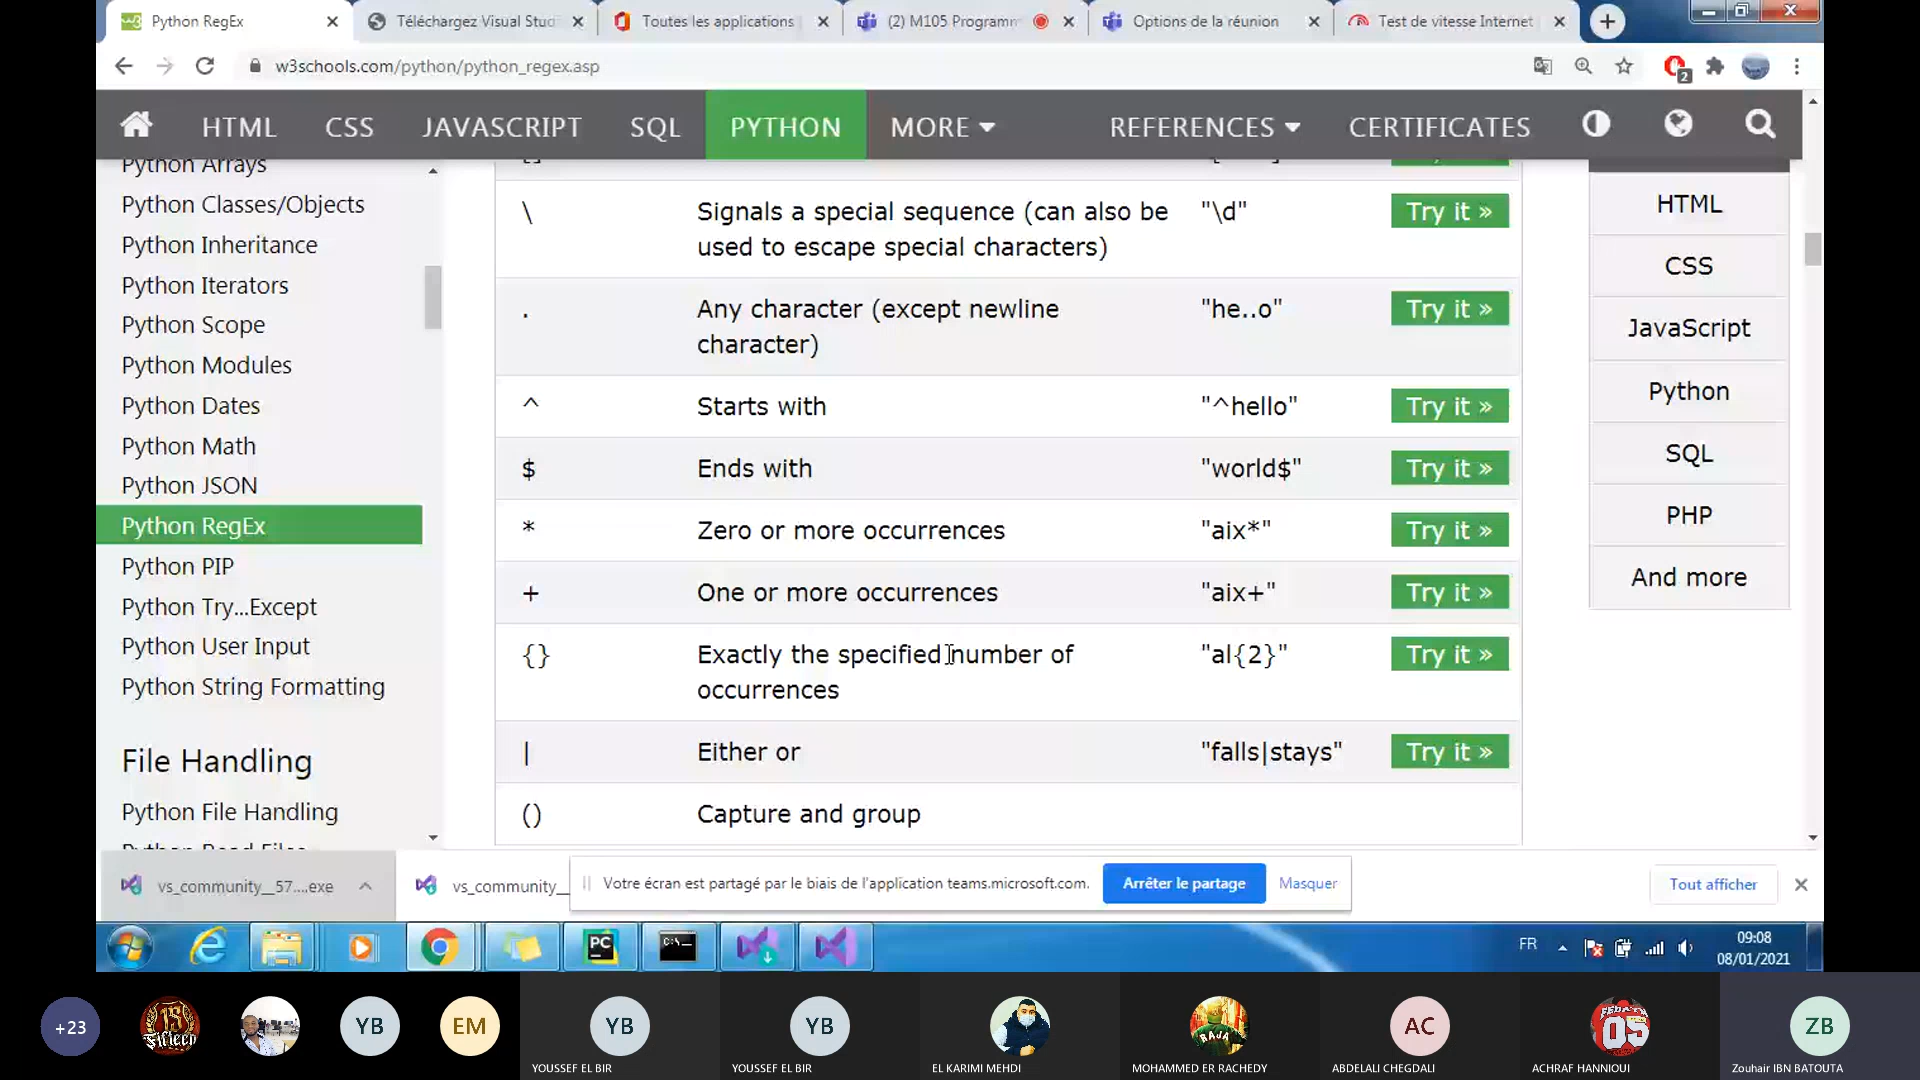 Python RegEx
Téléchargez Visual Stud
Toutes les applications
(2) M105 Programm
Options de la réunion
Test de vitesse Internet
w3schools.com/python/python_regex.asp
2
HTML
CSS
JAVASCRIPT
SQL
PYTHON
MORE
REFERENCES
CERTIFICATES
Python Arrays
Python Classes/Objects
Python Inheritance
Python Iterators
Python Scope
Python Modules
Python Dates
Python Math
Python JSON
Python RegEx
Python PIP
Python Try...Except
Python User Input
Python String Formatting
File Handling
Python File Handling
Python Read Files
\ Signals a special sequence (can also be "\d" Try it »
used to escape special characters)
. Any character (except newline "he..o" Try it »
character)
^ Starts with "^hello" Try it »
$ Ends with "world$" Try it »
* Zero or more occurrences "aix*" Try it »
+ One or more occurrences "aix+" Try it »
{} Exactly the specified number of "al{2}" Try it »
occurrences
| Either or "falls|stays" Try it »
() Capture and group
HTML
CSS
JavaScript
Python
SQL
PHP
And more
vs_community__57....exe
vs_community_
Votre écran est partagé par le biais de l'application teams.microsoft.com.
Arrêter le partage
Masquer
Tout afficher
PC
C:\
FR
09:08
08/01/2021
+23
15
Fifteen
YB
EM
YB
YOUSSEF EL BIR
YB
YOUSSEF EL BIR
EL KARIMI MEHDI
RAJA
MOHAMMED ER RACHEDY
AC
ABDELALI CHEGDALI
05
ACHRAF HANNIOUI
ZB
Zouhair IBN BATOUTA